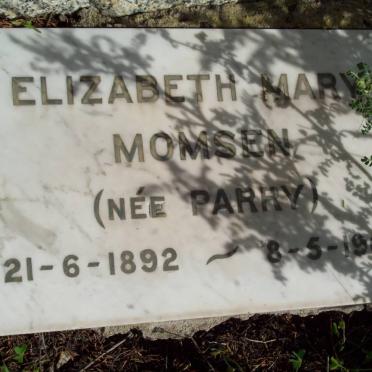 ELIZABETH MARY
MOMSEN
(NÉE PARRY)
21-6-1892 ~ 8-5-19